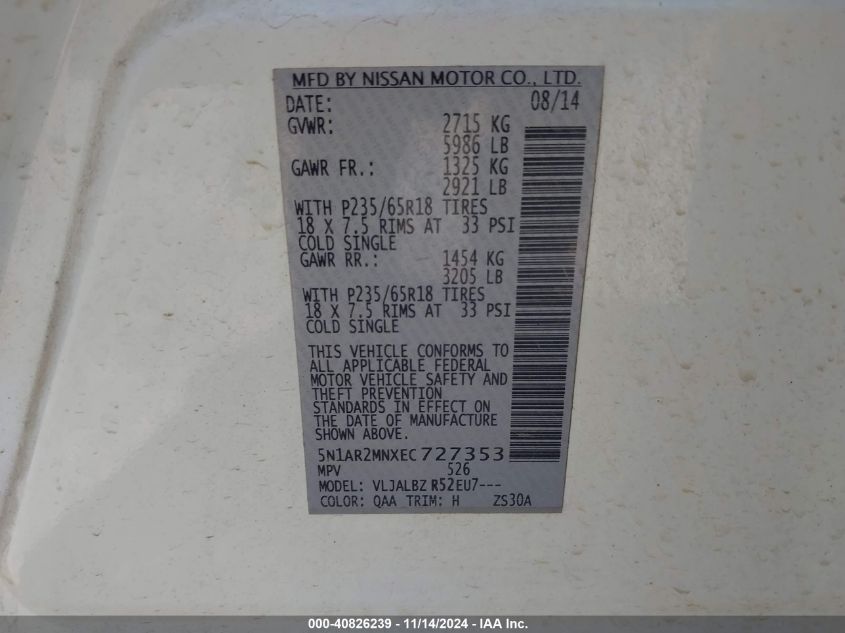 MFD BY NISSAN MOTOR CO., LTD.
DATE: 08/14
GVWR: 2715 KG
5986 LB
GAWR FR.: 1325 KG
2921 LB
WITH P235/65R18 TIRES
18 X 7.5 RIMS AT 33 PSI
COLD SINGLE
GAWR RR.: 1454 KG
3205 LB
WITH P235/65R18 TIRES
18 X 7.5 RIMS AT 33 PSI
COLD SINGLE
THIS VEHICLE CONFORMS TO
ALL APPLICABLE FEDERAL
MOTOR VEHICLE SAFETY AND
THEFT PREVENTION
STANDARDS IN EFFECT ON
THE DATE OF MANUFACTURE
SHOWN ABOVE.
5N1AR2MNXEC727353
MPV 526
MODEL: VLJALBZ R52EU7---
COLOR: QAA TRIM: H ZS30A
000-40826239 - 11/14/2024 - IAA Inc.